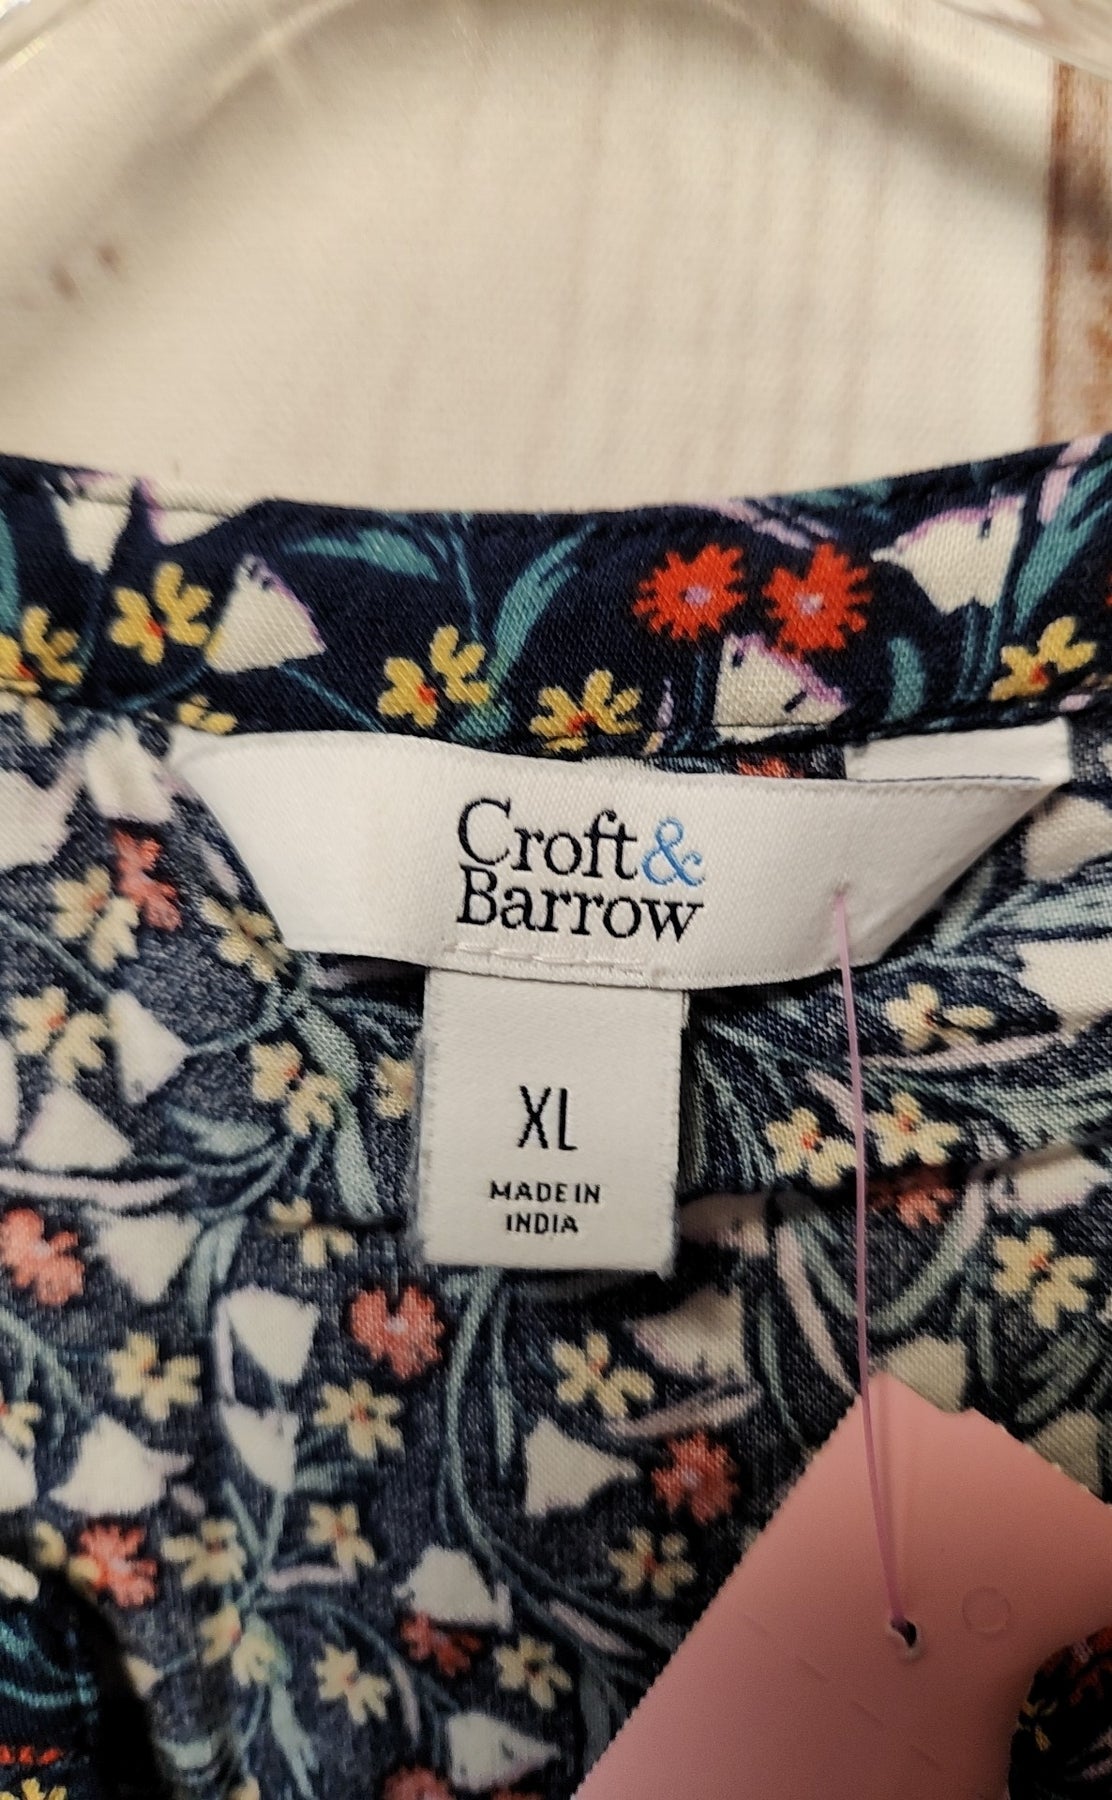 Croft&
Barrow
XL
MADE IN
INDIA